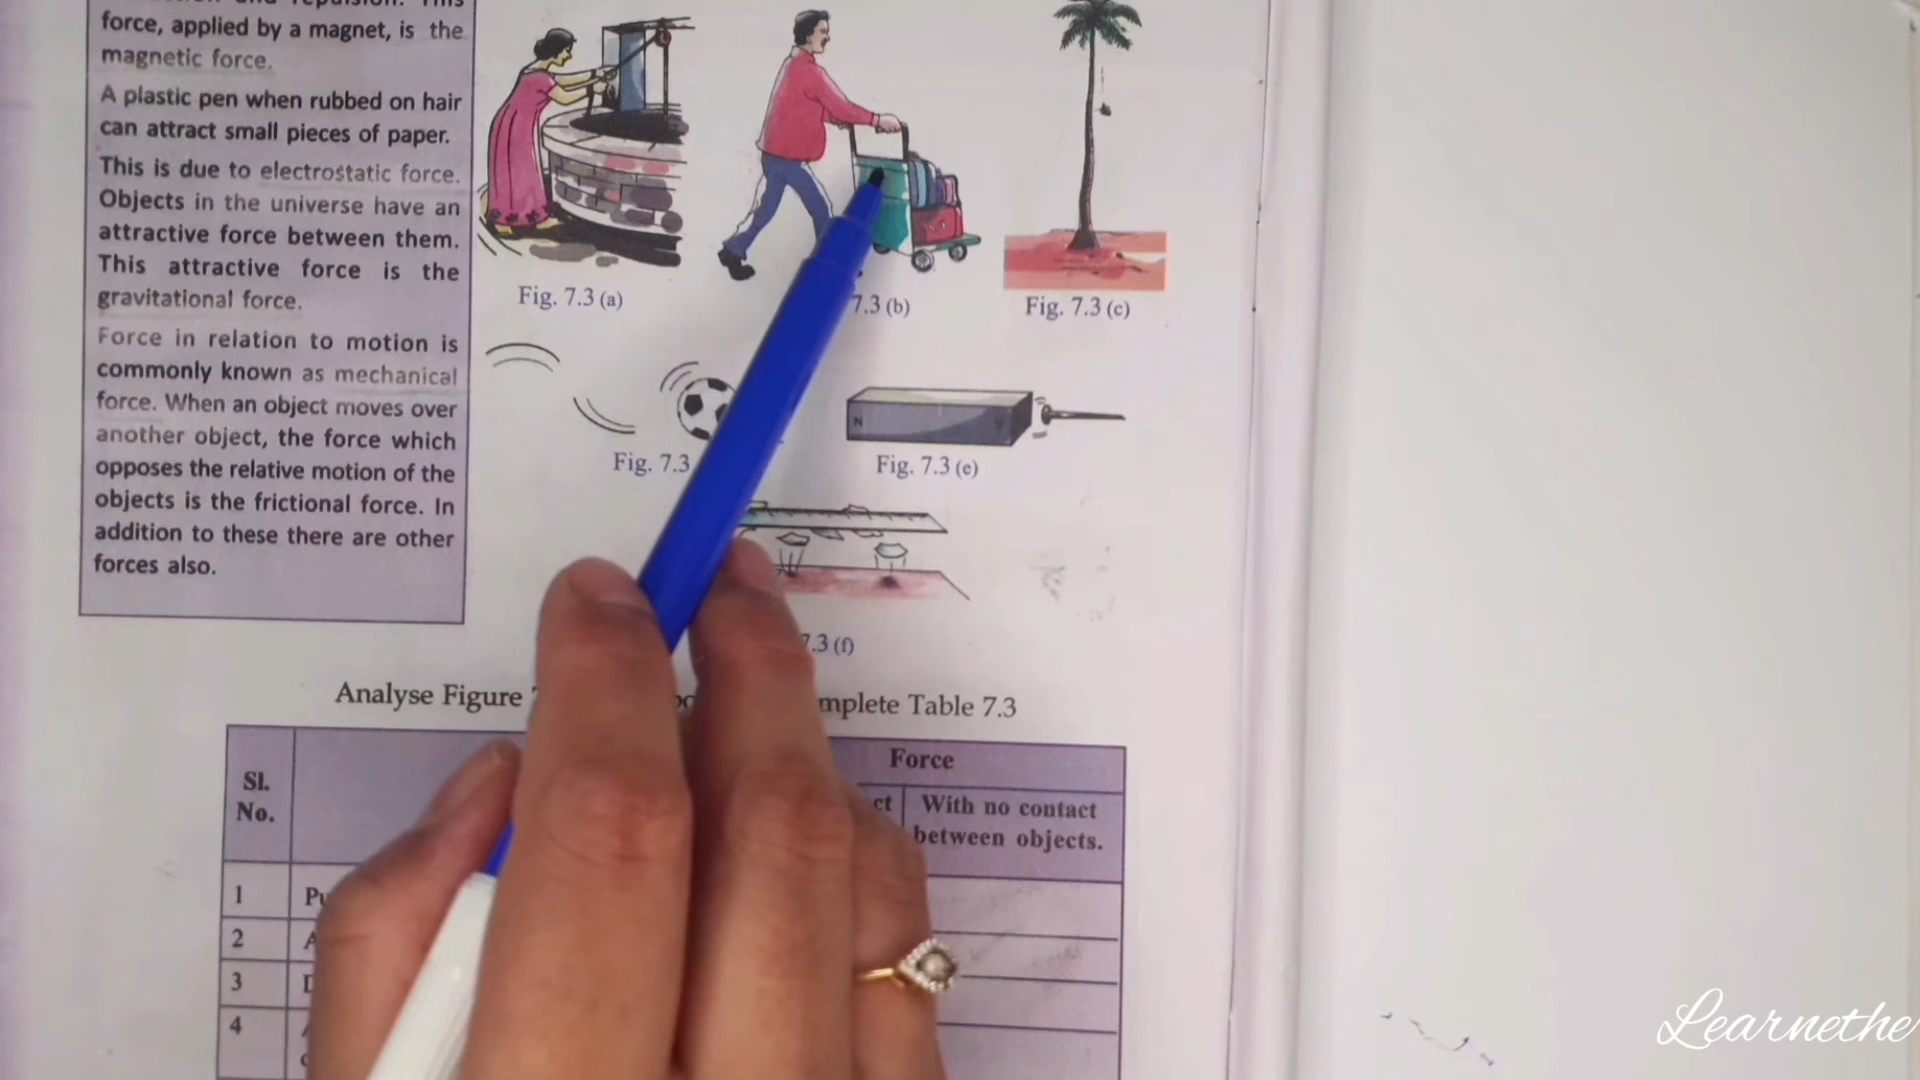 force, applied by a magnet, is the
magnetic force.
A plastic pen when rubbed on hair
can attract small pieces of paper.
This is due to electrostatic force.
Objects in the universe have an
attractive force between them.
This attractive force is the
gravitational force.
Force in relation to motion is
commonly known as mechanical
force. When an object moves over
another object, the force which
opposes the relative motion of the
objects is the frictional force. In
addition to these there are other
forces also.
Fig. 7.3 (a)
7.3 (b)
Fig. 7.3 (c)
Fig. 7.3
N
Fig. 7.3 (e)
7.3 (f)
Analyse Figure
Table 7.3
Sl.
No.
Force
With no contact
between objects.
1
2
3
4
Learnethe